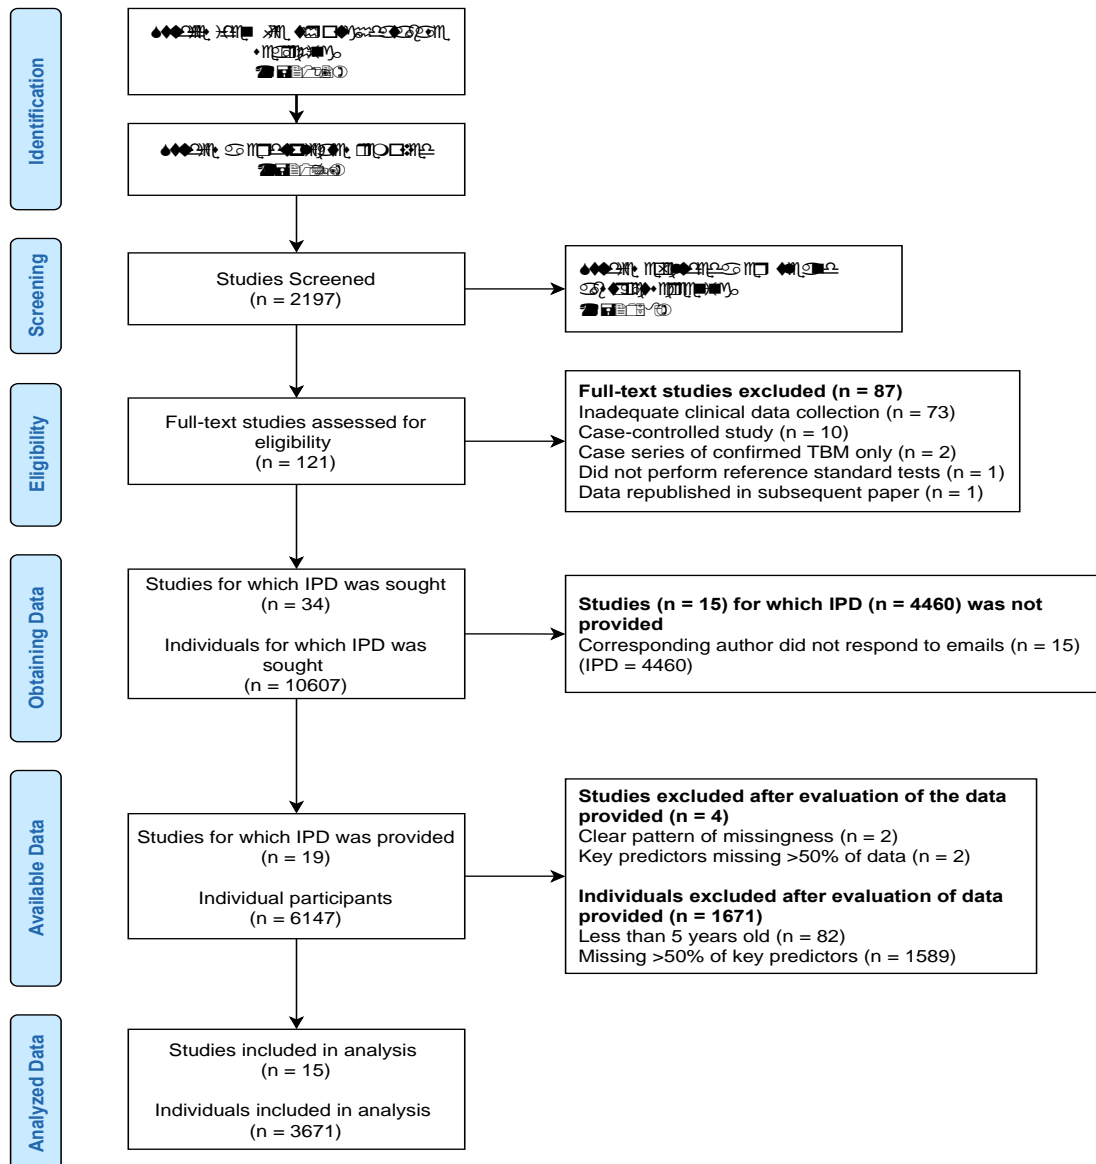 Identification
Screening
Studies Screened
(n = 2197)
Eligibility
Full-text studies assessed for
eligibility
(n = 121)
Full-text studies excluded (n = 87)
Inadequate clinical data collection (n = 73)
Case-controlled study (n = 10)
Case series of confirmed TBM only (n = 2)
Did not perform reference standard tests (n = 1)
Data republished in subsequent paper (n = 1)
Obtaining Data
Studies for which IPD was sought
(n = 34)
Individuals for which IPD was
sought
(n = 10607)
Studies (n = 15) for which IPD (n = 4460) was not
provided
Corresponding author did not respond to emails (n = 15)
(IPD = 4460)
Available Data
Studies for which IPD was provided
(n = 19)
Individual participants
(n = 6147)
Studies excluded after evaluation of the data
provided (n = 4)
Clear pattern of missingness (n = 2)
Key predictors missing >50% of data (n = 2)
Individuals excluded after evaluation of data
provided (n = 1671)
Less than 5 years old (n = 82)
Missing >50% of key predictors (n = 1589)
Analyzed Data
Studies included in analysis
(n = 15)
Individuals included in analysis
(n = 3671)